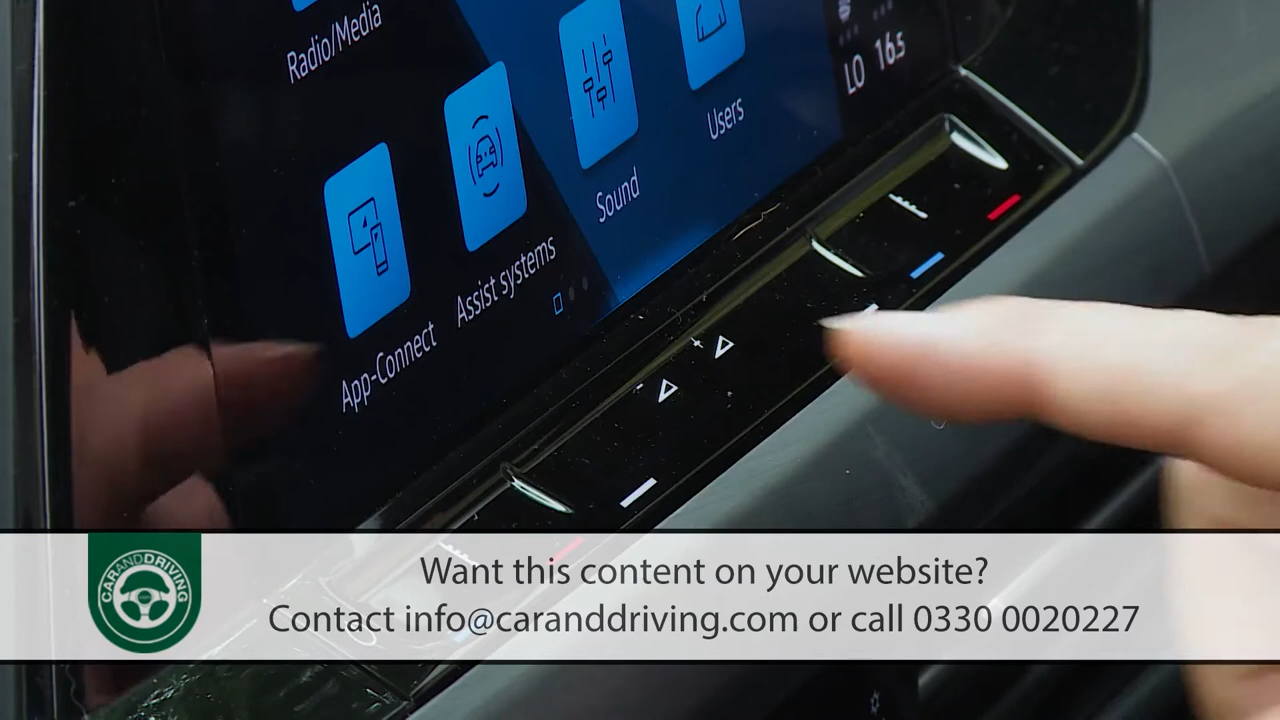 Radio/Media
LO 16.5
Users
Sound
Assist systems
App-Connect
CARANDDRIVING
Want this content on your website?
Contact info@caranddriving.com or call 0330 0020227